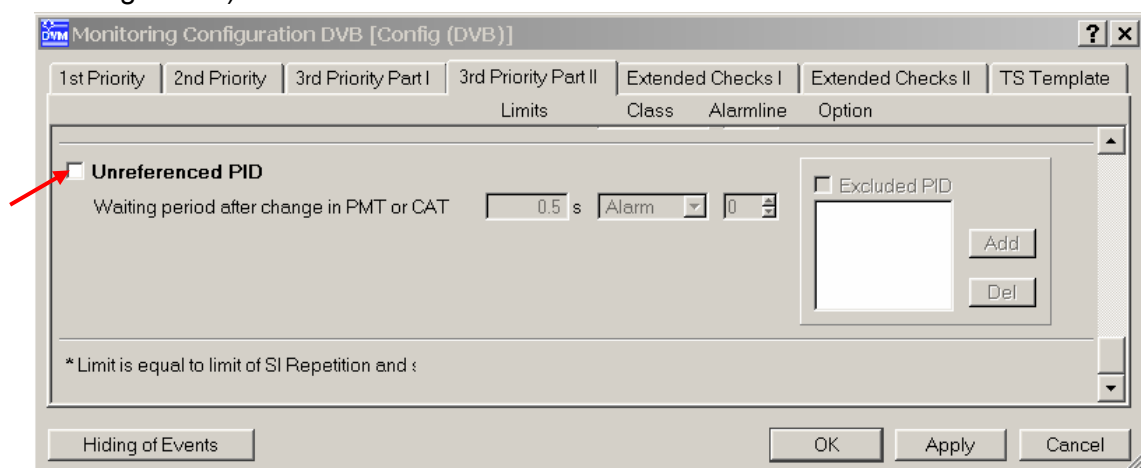 DVM Monitoring Configuration DVB [Config (DVB)] ? ×
1st Priority 2nd Priority 3rd Priority Part I 3rd Priority Part II Extended Checks I Extended Checks II TS Template
Limits Class Alarmline Option
Unreferenced PID
Excluded PID
Waiting period after change in PMT or CAT 0.5 s Alarm 0
Add
Del
* Limit is equal to limit of SI Repetition and
Hiding of Events OK Apply Cancel